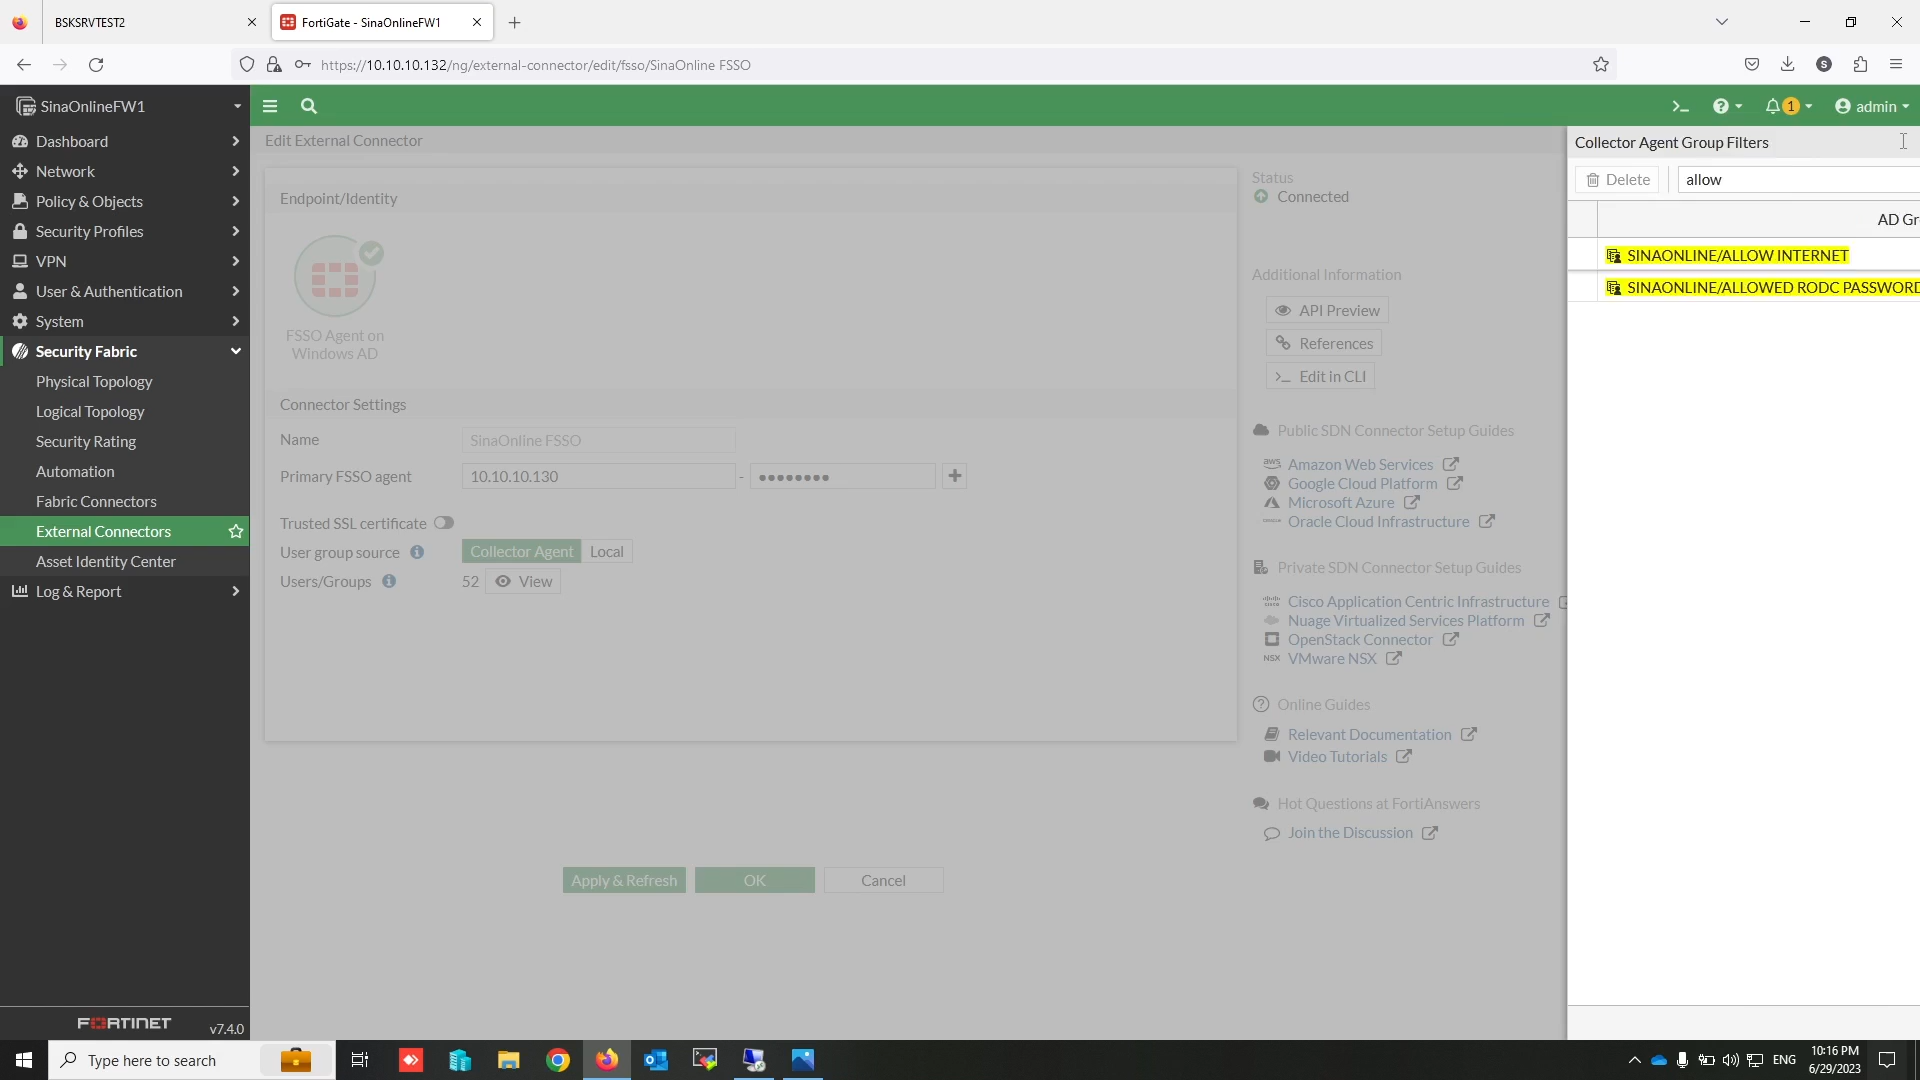 BSKSRVTEST2
FortiGate - SinaOnlineFW1
https://10.10.10.132/ng/external-connector/edit/fsso/SinaOnline FSSO
S
SinaOnlineFW1
1
admin
Dashboard
Network
Policy & Objects
Security Profiles
VPN
User & Authentication
System
Security Fabric
Physical Topology
Logical Topology
Security Rating
Automation
Fabric Connectors
External Connectors
Asset Identity Center
Log & Report
FORTINET
v7.4.0
Edit External Connector
Endpoint/Identity
FSSO Agent on
Windows AD
Connector Settings
Name
SinaOnline FSSO
Primary FSSO agent
10.10.10.130
-
••••••••
Trusted SSL certificate
User group source
Collector Agent
Local
Users/Groups
52
View
Apply & Refresh
OK
Cancel
Status
Connected
Additional Information
API Preview
References
Edit in CLI
Public SDN Connector Setup Guides
aws
Amazon Web Services
Google Cloud Platform
Microsoft Azure
Oracle Cloud Infrastructure
Private SDN Connector Setup Guides
Cisco Application Centric Infrastructure
Nuage Virtualized Services Platform
OpenStack Connector
NSX
VMware NSX
Online Guides
Relevant Documentation
Video Tutorials
Hot Questions at FortiAnswers
Join the Discussion
Collector Agent Group Filters
Delete
allow
AD Gr
SINAONLINE/ALLOW INTERNET
SINAONLINE/ALLOWED RODC PASSWORD
Type here to search
ENG
10:16 PM
6/29/2023